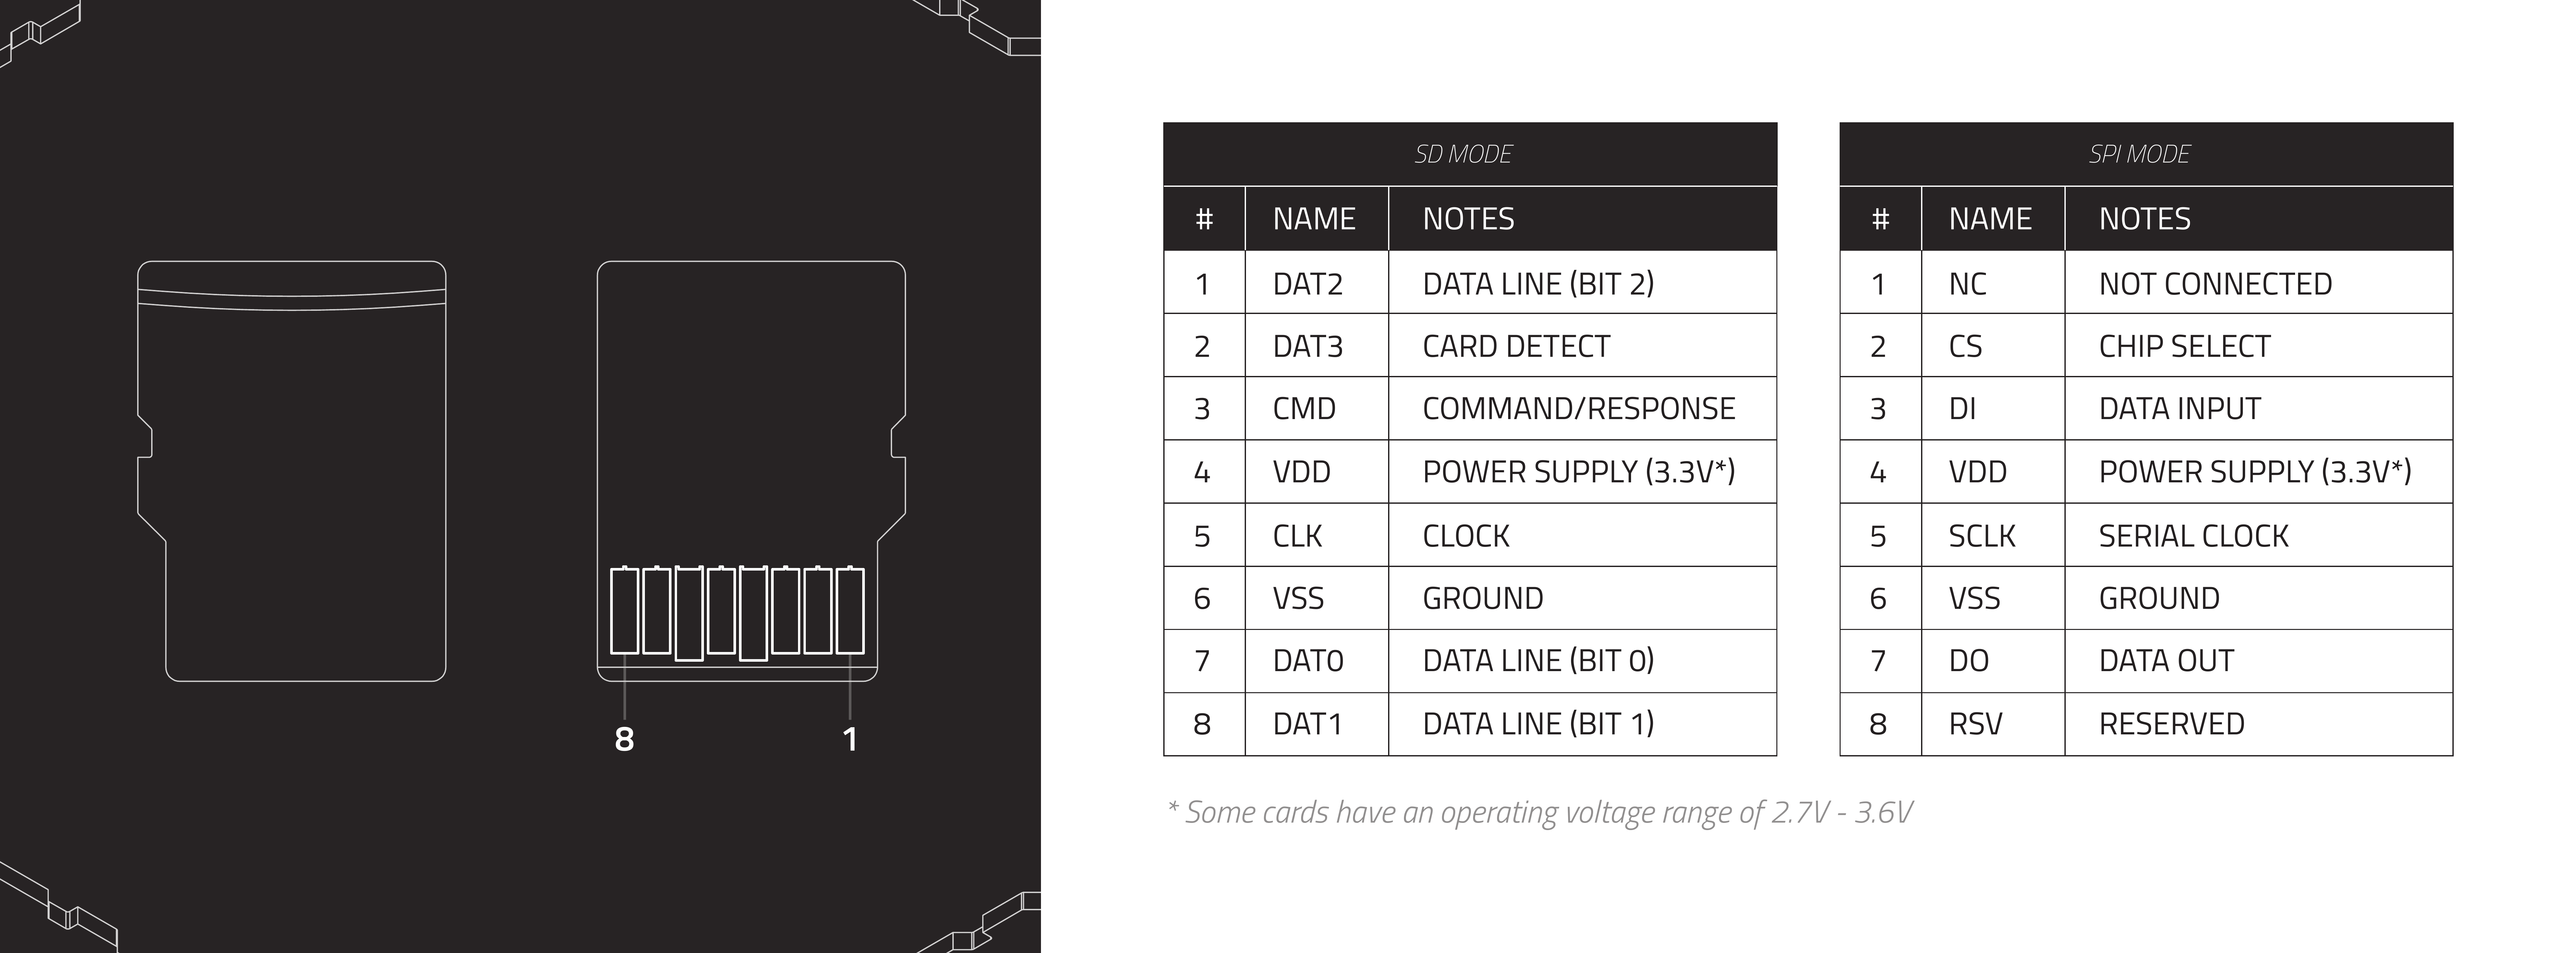 8
1
SD MODE
# NAME NOTES
1 DAT2 DATA LINE (BIT 2)
2 DAT3 CARD DETECT
3 CMD COMMAND/RESPONSE
4 VDD POWER SUPPLY (3.3V*)
5 CLK CLOCK
6 VSS GROUND
7 DAT0 DATA LINE (BIT 0)
8 DAT1 DATA LINE (BIT 1)
SPI MODE
# NAME NOTES
1 NC NOT CONNECTED
2 CS CHIP SELECT
3 DI DATA INPUT
4 VDD POWER SUPPLY (3.3V*)
5 SCLK SERIAL CLOCK
6 VSS GROUND
7 DO DATA OUT
8 RSV RESERVED
* Some cards have an operating voltage range of 2.7V - 3.6V